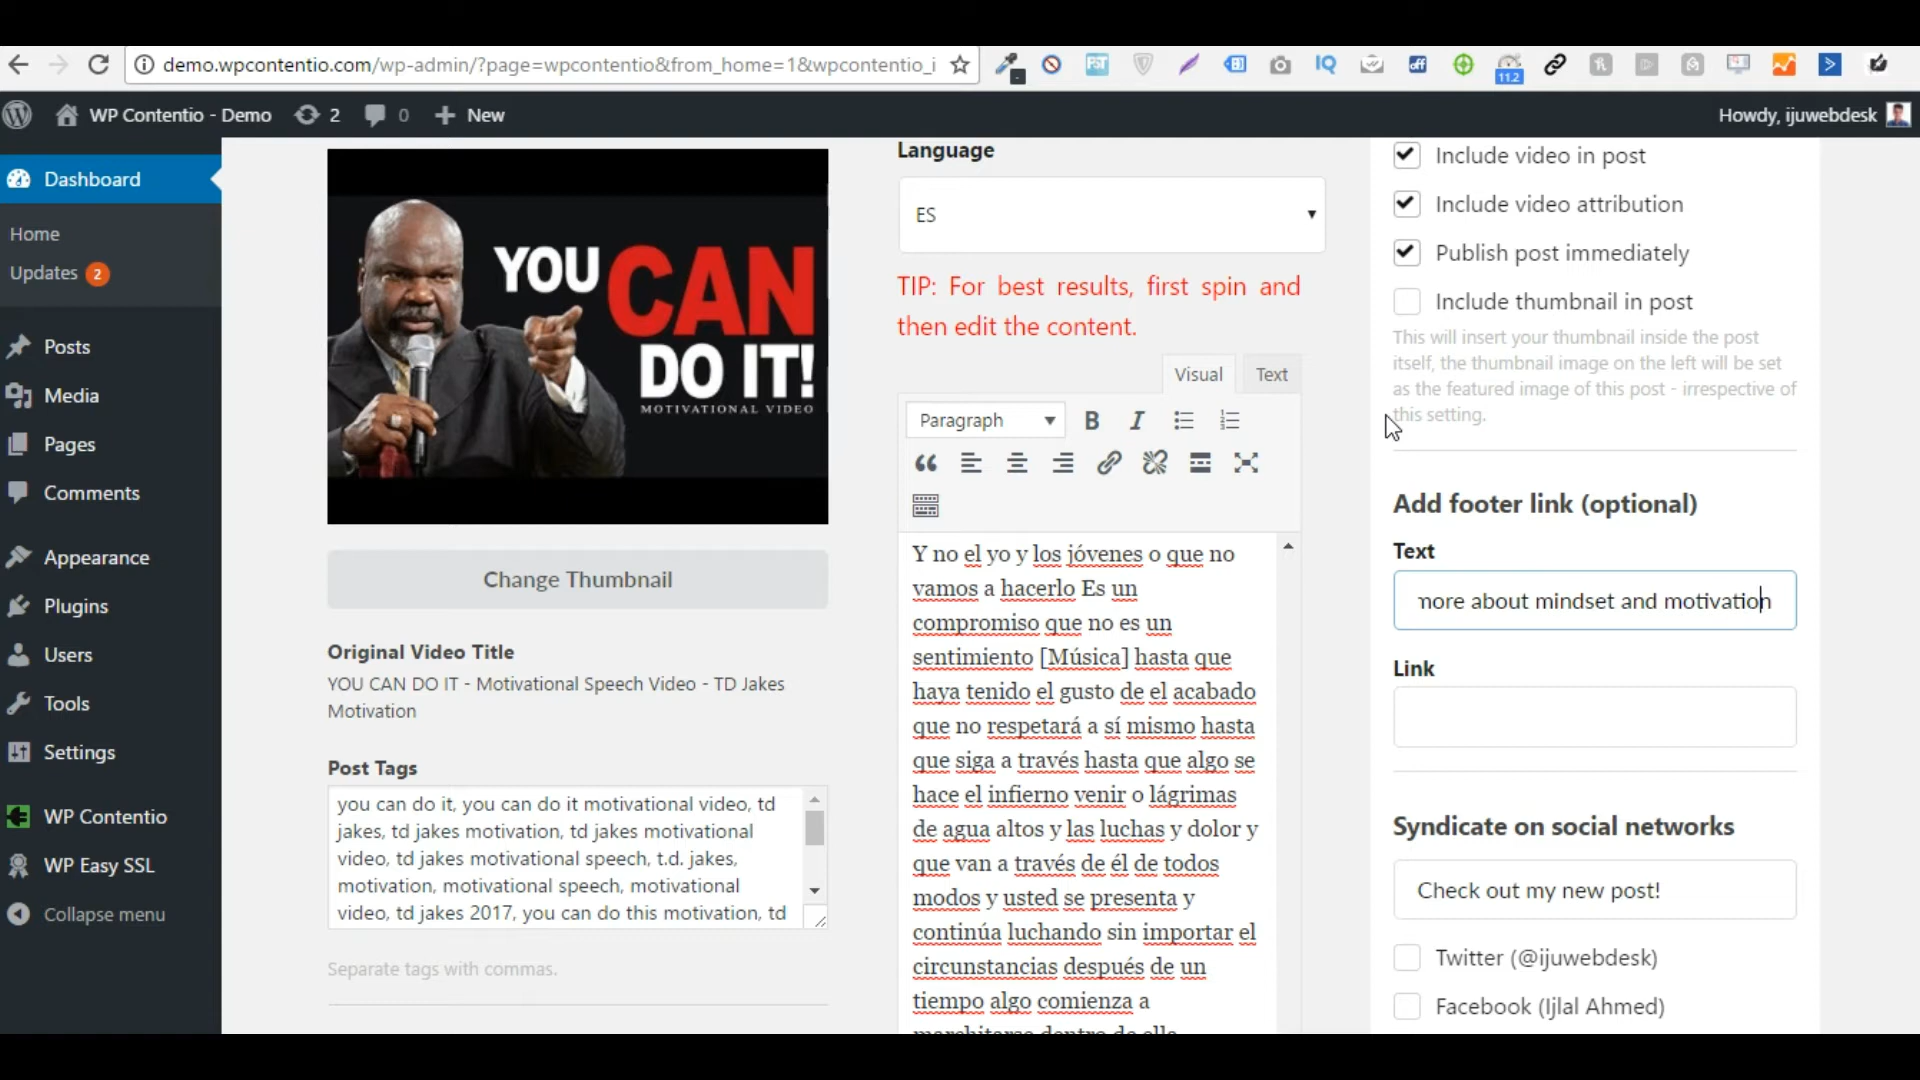 demo.wpcontentio.com/wp-admin/?page=wpcontentio&from_home=1&wpcontentio_i
11.2
WP Contentio - Demo
2
0
New
Howdy, ijuwebdesk
Dashboard
Home
Updates 2
Posts
Media
Pages
Comments
Appearance
Plugins
Users
Tools
Settings
WP Contentio
WP Easy SSL
Collapse menu
YOU CAN
DO IT!
MOTIVATIONAL VIDEO
Change Thumbnail
Original Video Title
YOU CAN DO IT - Motivational Speech Video - TD Jakes
Motivation
Post Tags
you can do it, you can do it motivational video, td
jakes, td jakes motivation, td jakes motivational
video, td jakes motivational speech, t.d. jakes,
motivation, motivational speech, motivational
video, td jakes 2017, you can do this motivation, td
Separate tags with commas.
Language
ES
TIP: For best results, first spin and
then edit the content.
Visual
Text
Paragraph
Y no el yo y los jóvenes o que no
vamos a hacerlo Es un
compromiso que no es un
sentimiento [Música] hasta que
haya tenido el gusto de el acabado
que no respetará a sí mismo hasta
que siga a través hasta que algo se
hace el infierno venir o lágrimas
de agua altos y las luchas y dolor y
que van a través de él de todos
modos y usted se presenta y
continúa luchando sin importar el
circunstancias después de un
tiempo algo comienza a
marchitarse dentro de ella
Include video in post
Include video attribution
Publish post immediately
Include thumbnail in post
This will insert your thumbnail inside the post
itself, the thumbnail image on the left will be set
as the featured image of this post - irrespective of
this setting.
Add footer link (optional)
Text
more about mindset and motivation
Link
Syndicate on social networks
Check out my new post!
Twitter (@ijuwebdesk)
Facebook (Ijlal Ahmed)